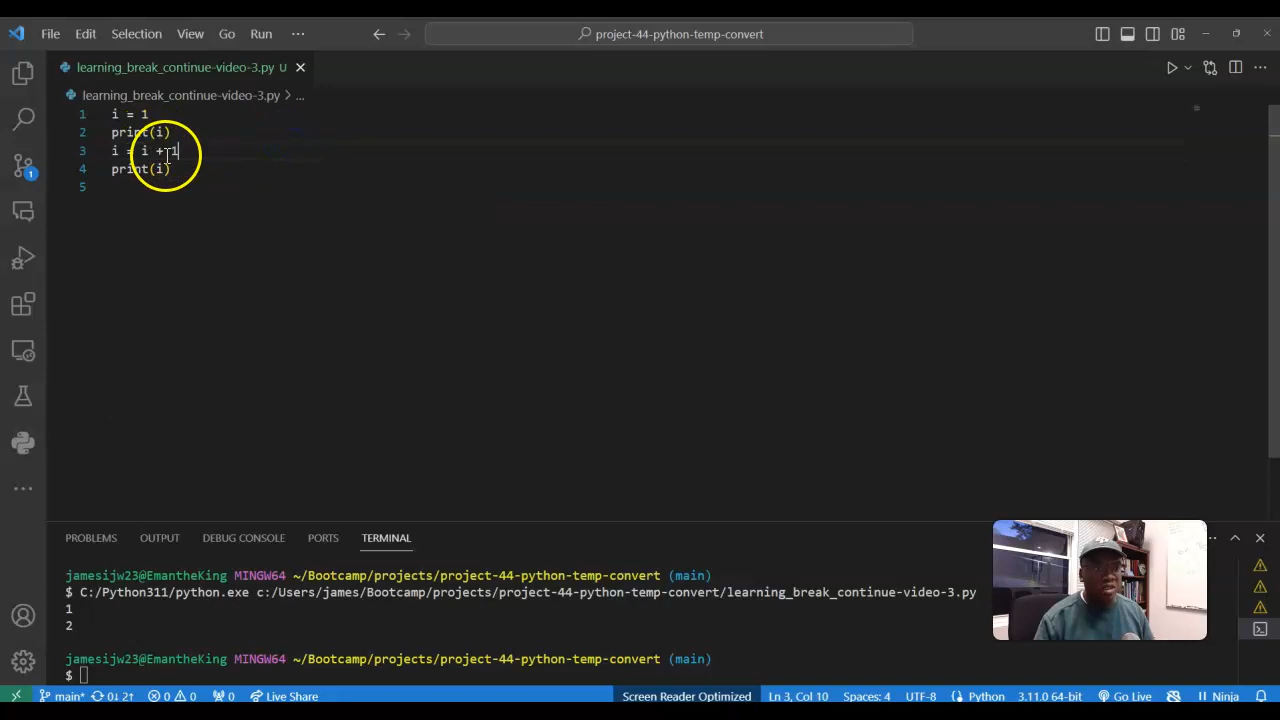 File Edit Selection View Go Run ··· project-44-python-temp-convert
learning_break_continue-video-3.py U
learning_break_continue-video-3.py > ...
1 i = 1
2 print(i)
3 i = i + 1
4 print(i)
5
1
PROBLEMS OUTPUT DEBUG CONSOLE PORTS TERMINAL
jamesijw23@EmantheKing MINGW64 ~/Bootcamp/projects/project-44-python-temp-convert (main)
$ C:/Python311/python.exe c:/Users/james/Bootcamp/projects/project-44-python-temp-convert/learning_break_continue-video-3.py
1
2
jamesijw23@EmantheKing MINGW64 ~/Bootcamp/projects/project-44-python-temp-convert (main)
$
main* 0↓ 2↑ 0 0 0 Live Share Screen Reader Optimized Ln 3, Col 10 Spaces: 4 UTF-8 Python 3.11.0 64-bit Go Live Ninja